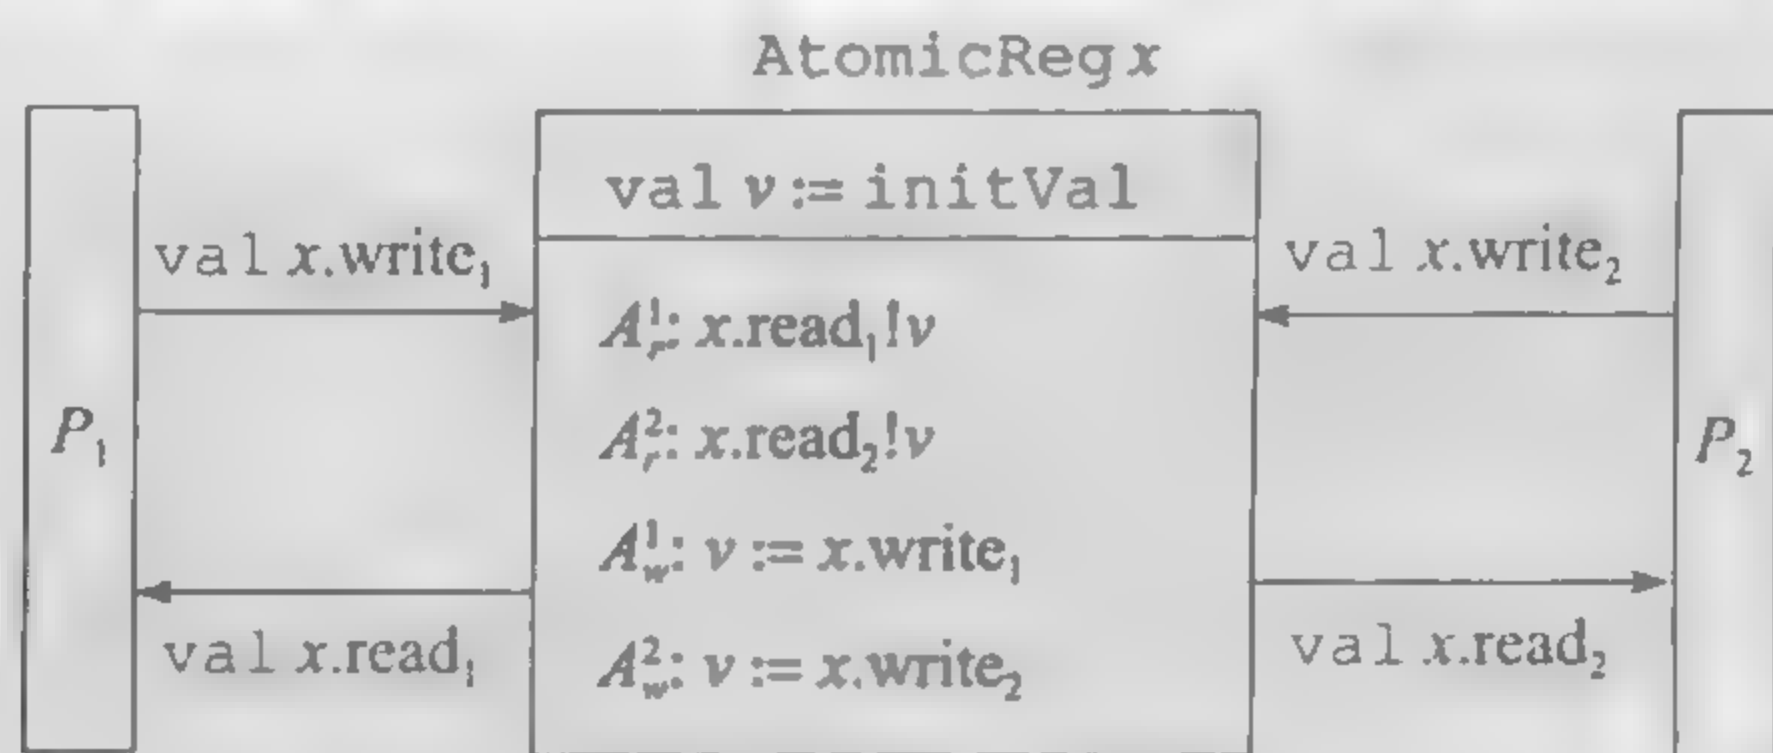 AtomicReg x
val v := initVal
val x.write₁
val x.write₂
A¹ᵣ: x.read₁!v
A²ᵣ: x.read₂!v
P₁
P₂
A¹w: v := x.write₁
val x.read₁
val x.read₂
A²w: v := x.write₂